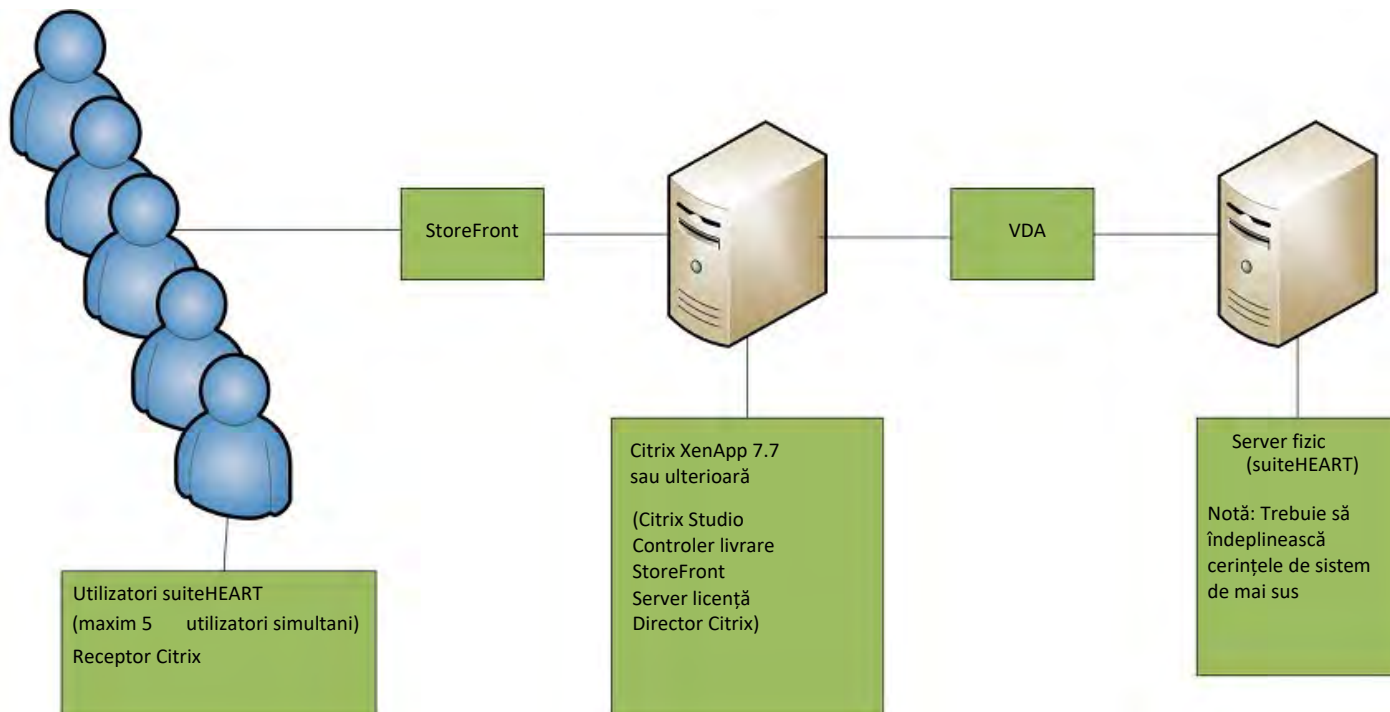 StoreFront
VDA
Utilizatori suiteHEART
(maxim 5 utilizatori simultani)
Receptor Citrix
Citrix XenApp 7.7
sau ulterioară
(Citrix Studio
Controler livrare
StoreFront
Server licență
Director Citrix)
Server fizic
(suiteHEART)
Notă: Trebuie să
îndeplinească
cerințele de sistem
de mai sus